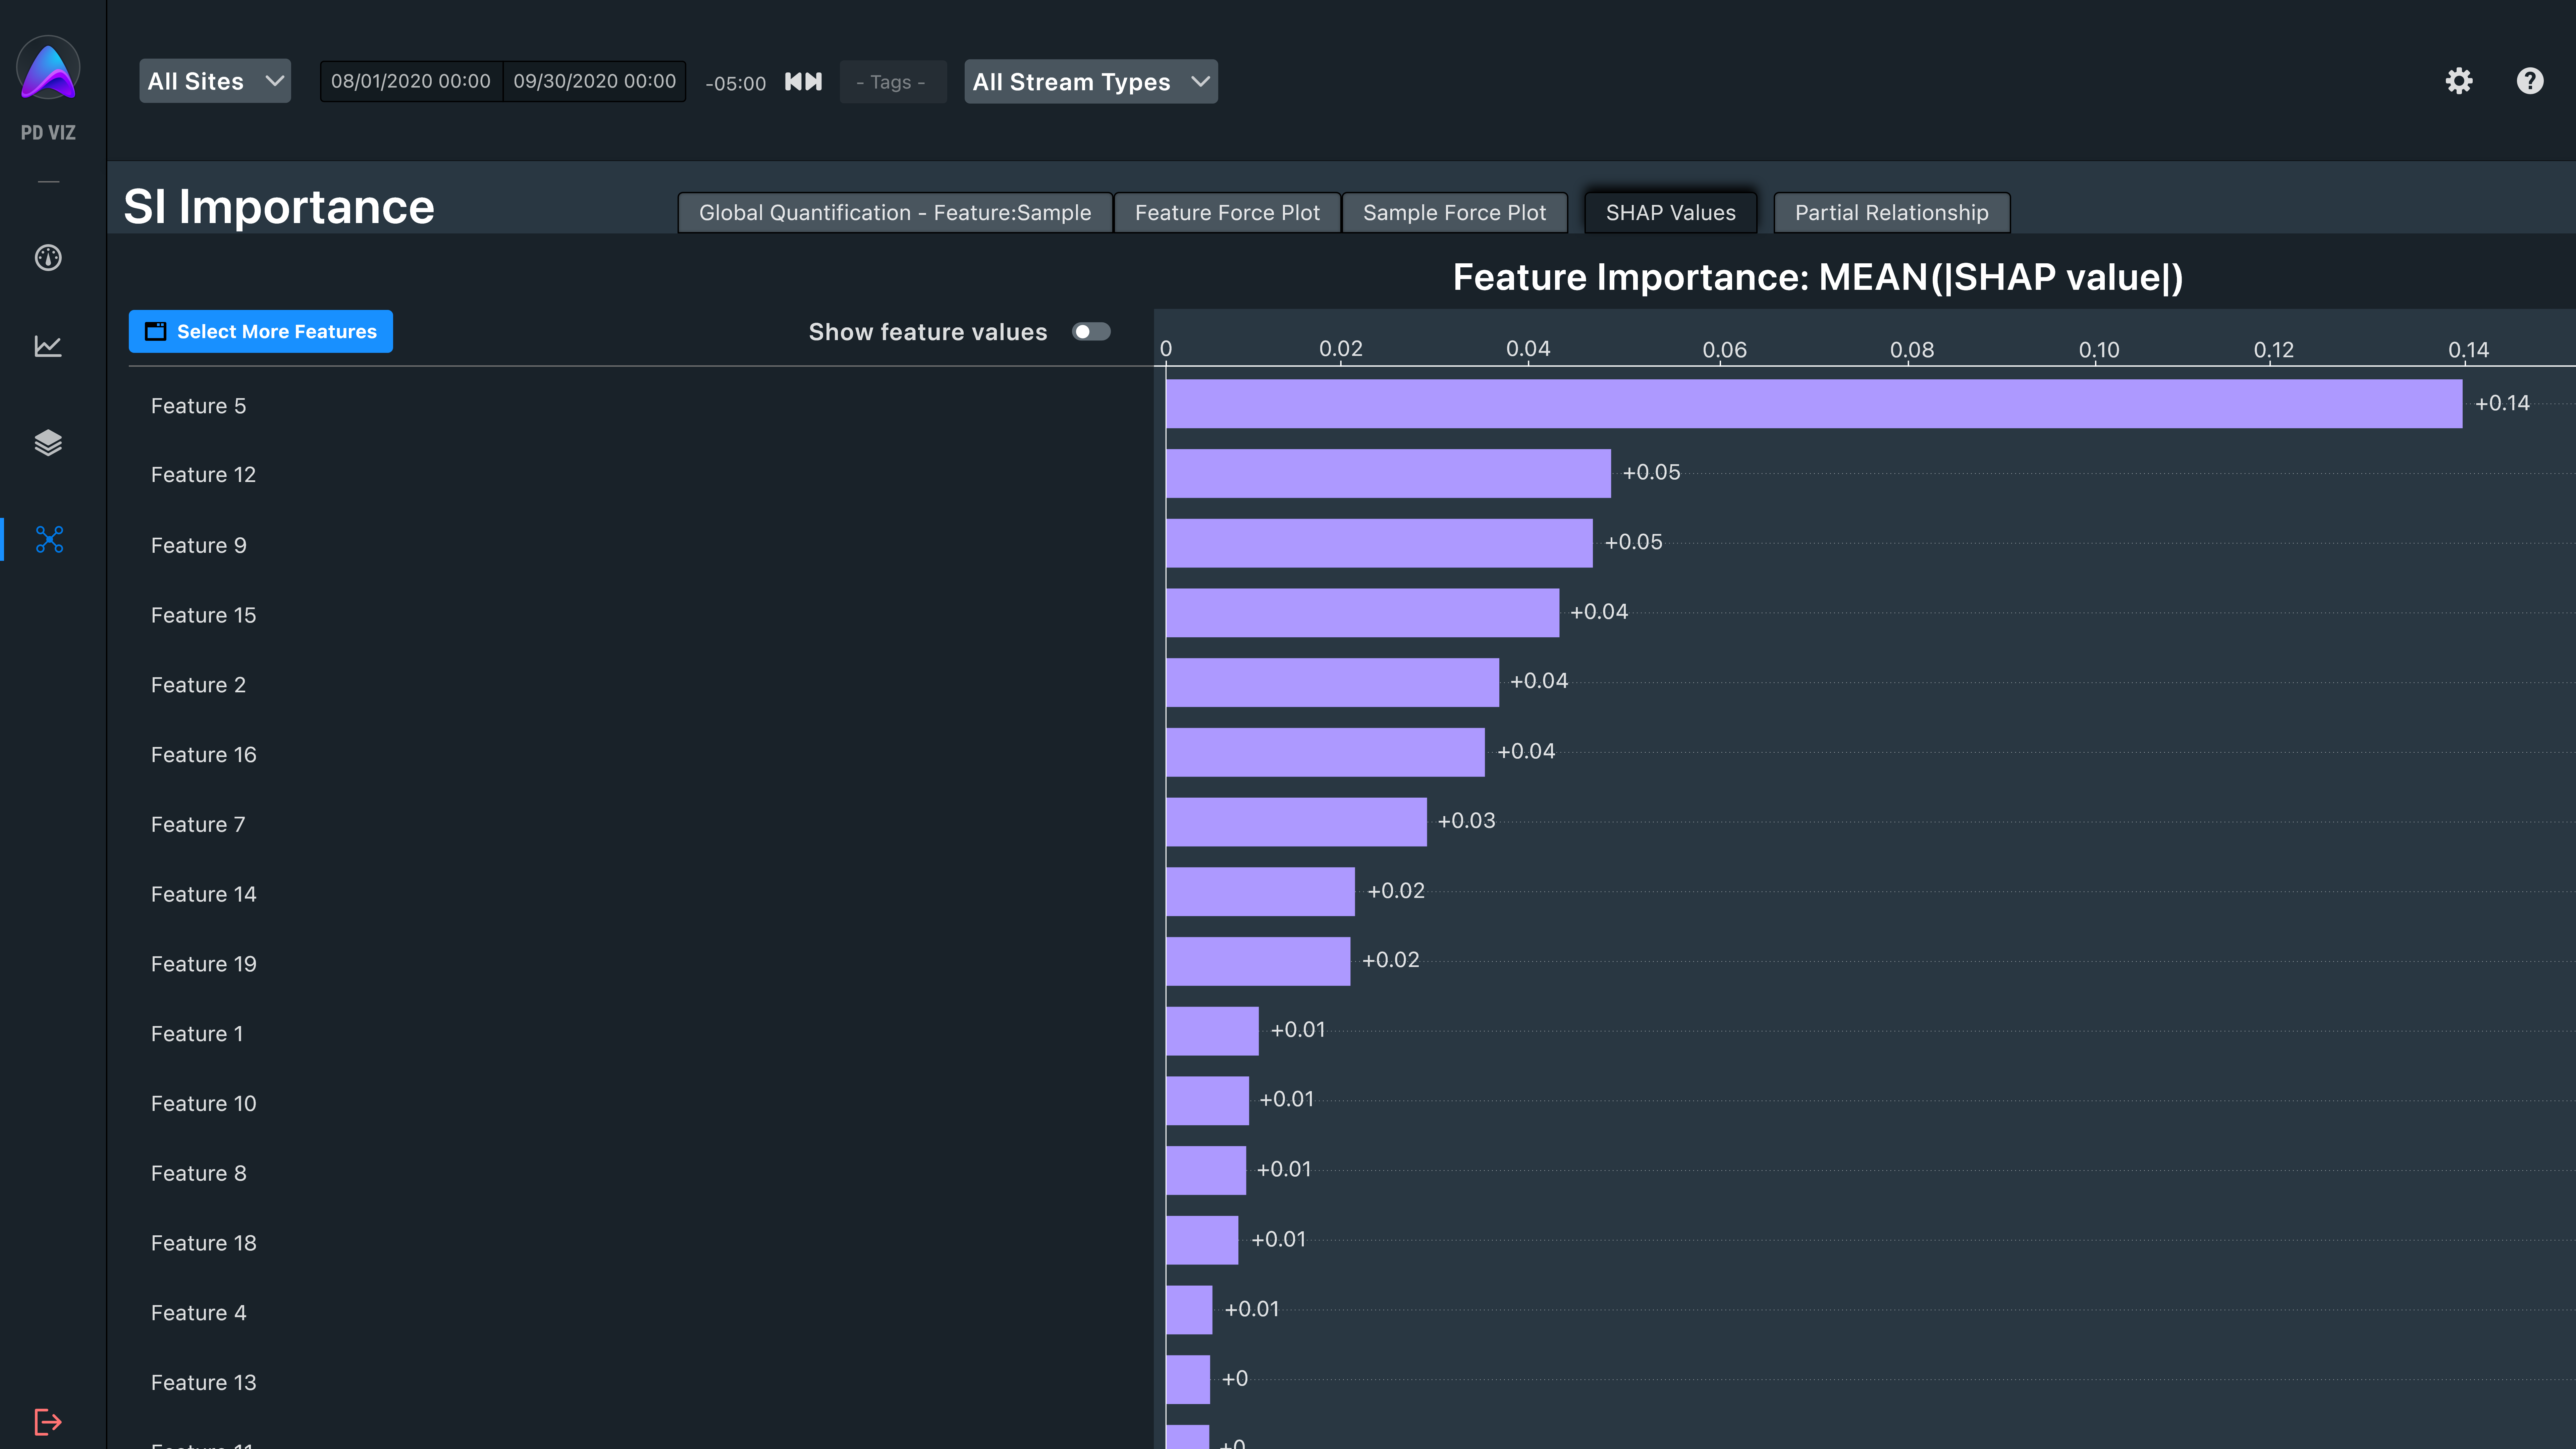 All Sites
08/01/2020 00:00
09/30/2020 00:00
-05:00
- Tags -
All Stream Types
PD VIZ
SI Importance
Global Quantification - Feature:Sample
Feature Force Plot
Sample Force Plot
SHAP Values
Partial Relationship
Feature Importance: MEAN(|SHAP value|)
Select More Features
Show feature values
0 0.02 0.04 0.06 0.08 0.10 0.12 0.14
Feature 5 +0.14
Feature 12 +0.05
Feature 9 +0.05
Feature 15 +0.04
Feature 2 +0.04
Feature 16 +0.04
Feature 7 +0.03
Feature 14 +0.02
Feature 19 +0.02
Feature 1 +0.01
Feature 10 +0.01
Feature 8 +0.01
Feature 18 +0.01
Feature 4 +0.01
Feature 13 +0
Feature 11 +0